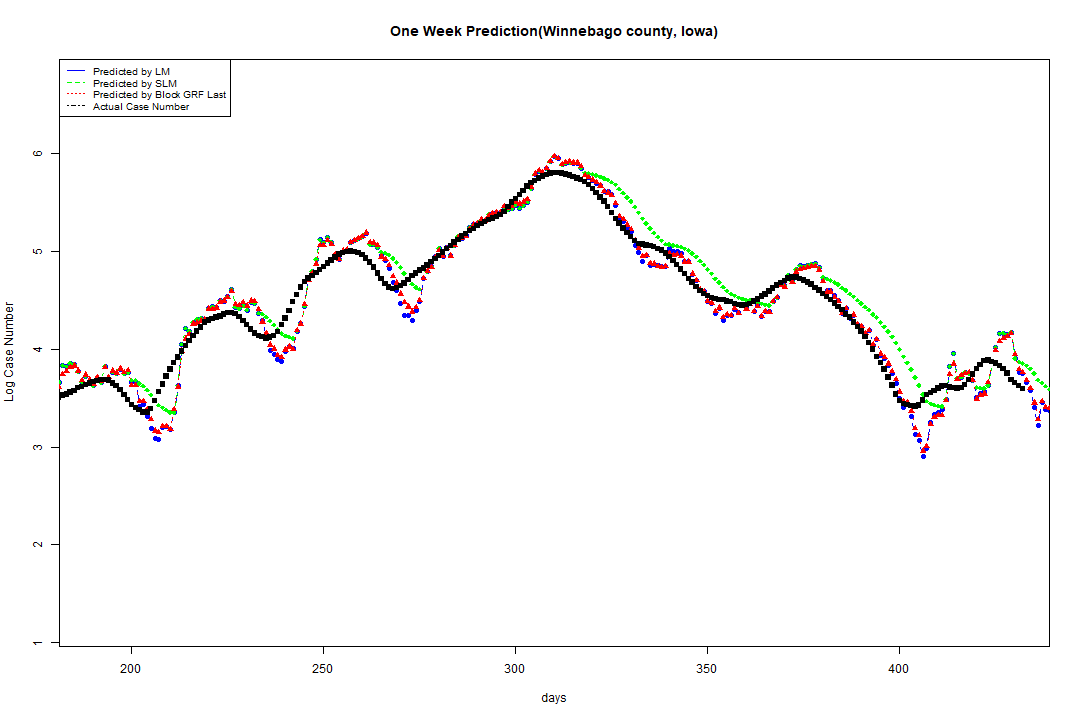 One Week Prediction(Winnebago county, Iowa)
Predicted by LM
Predicted by SLM
Predicted by Block GRF Last
Actual Case Number
Log Case Number
6
5
4
3
2
1
200 250 300 350 400
days